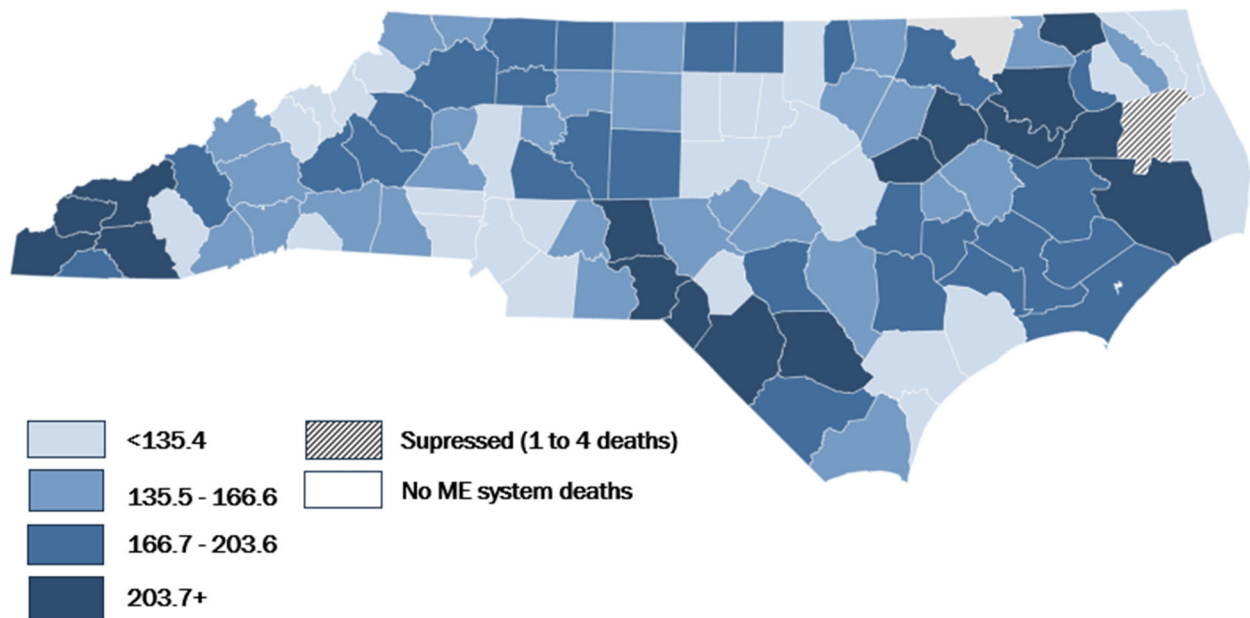 <135.4
135.5 - 166.6
166.7 - 203.6
203.7+
Supressed (1 to 4 deaths)
No ME system deaths